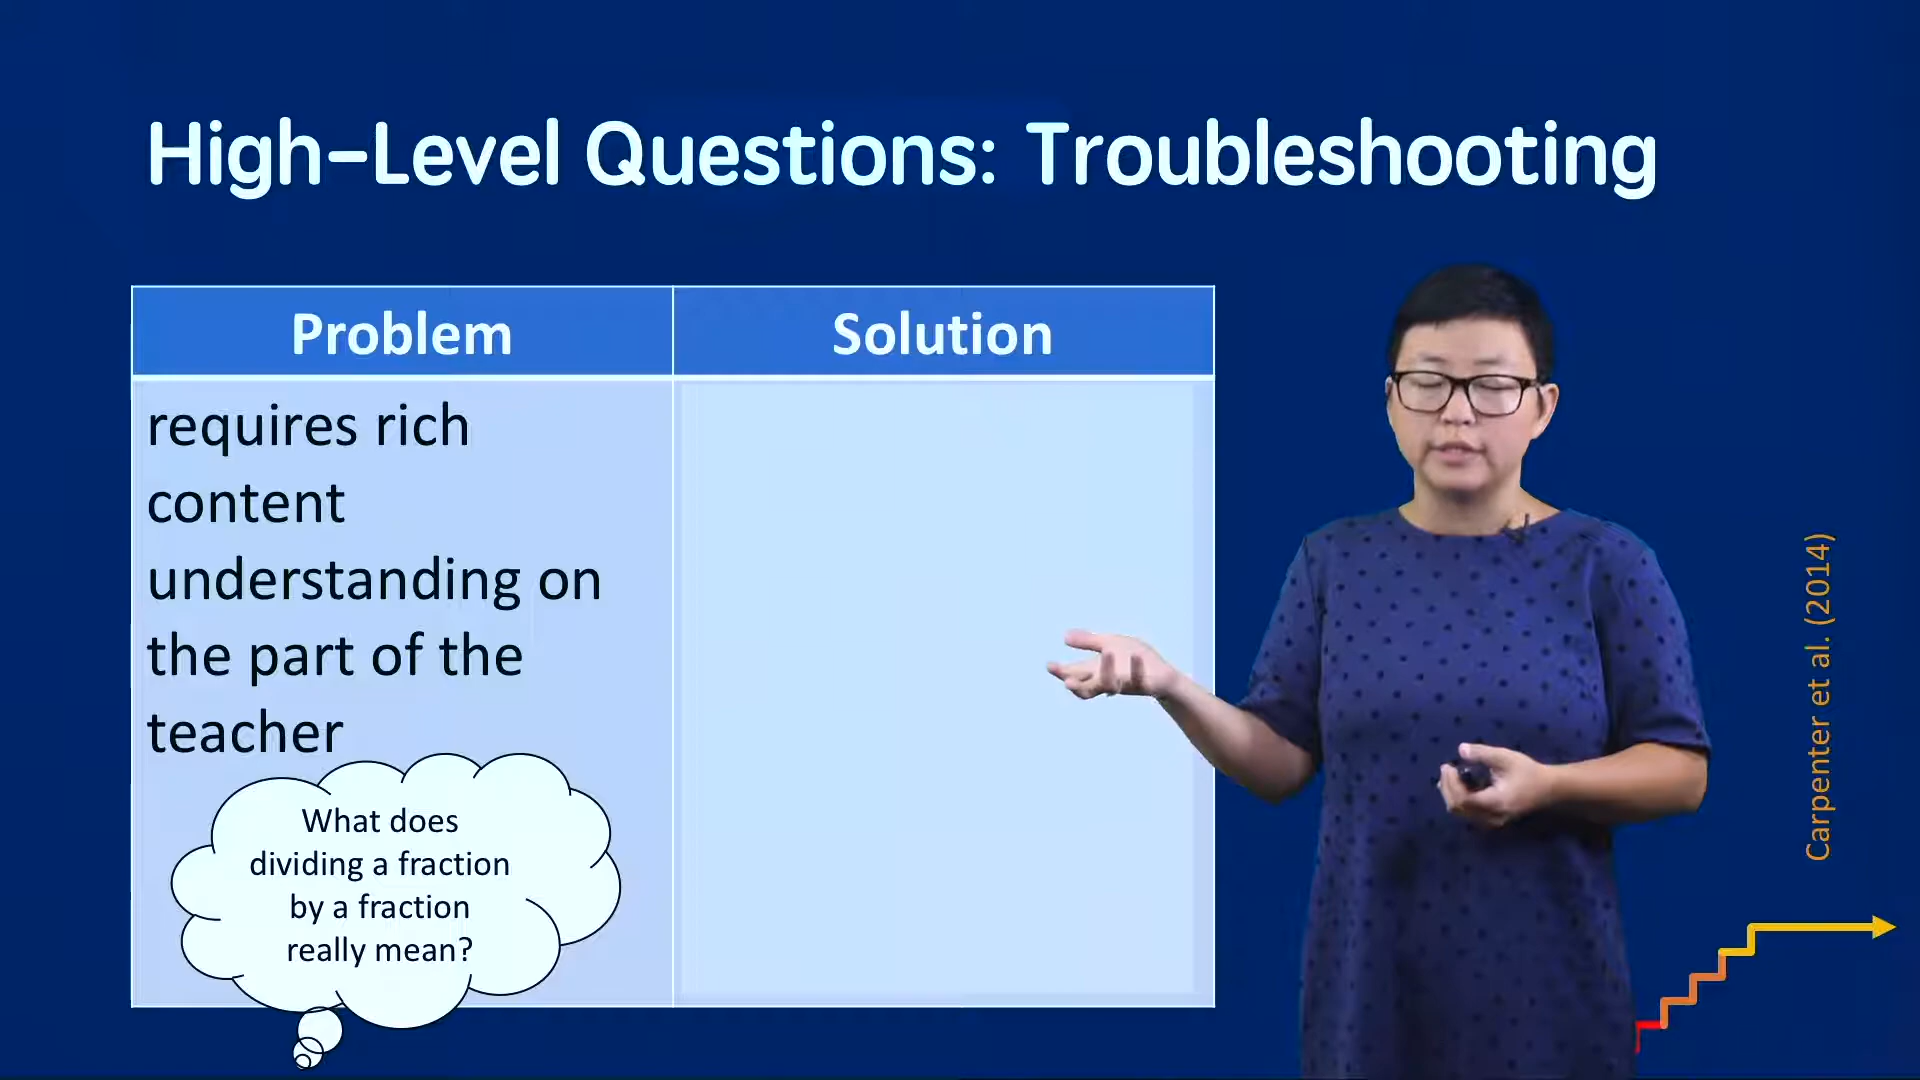 High-Level Questions: Troubleshooting
Problem
Solution
requires rich
content
understanding on
the part of the
teacher
What does
dividing a fraction
by a fraction
really mean?
Carpenter et al. (2014)